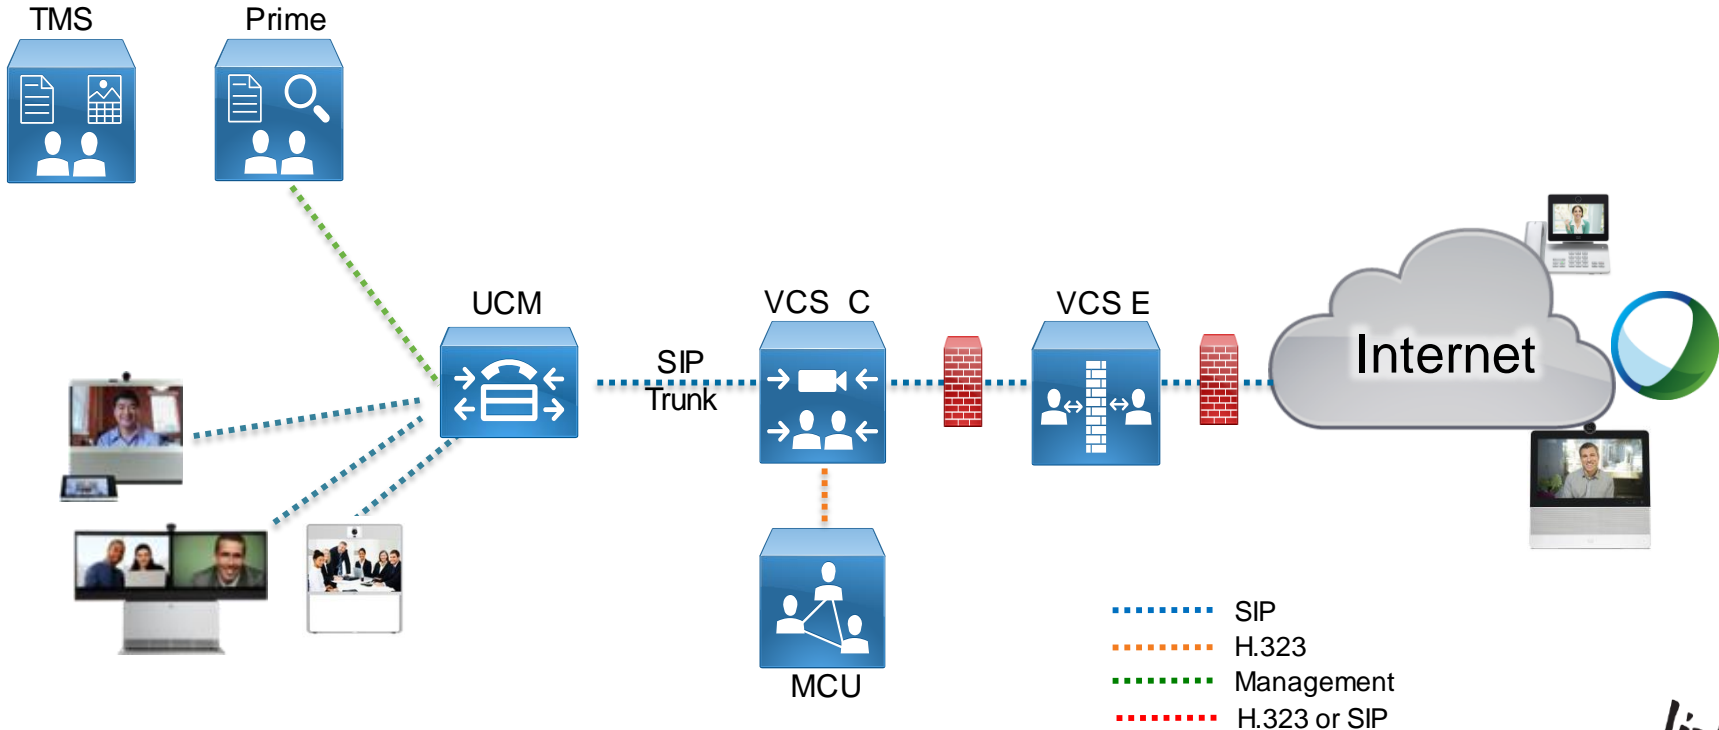 TMS
Prime
UCM
VCS C
VCS E
SIP
Trunk
Internet
MCU
SIP
H.323
Management
H.323 or SIP